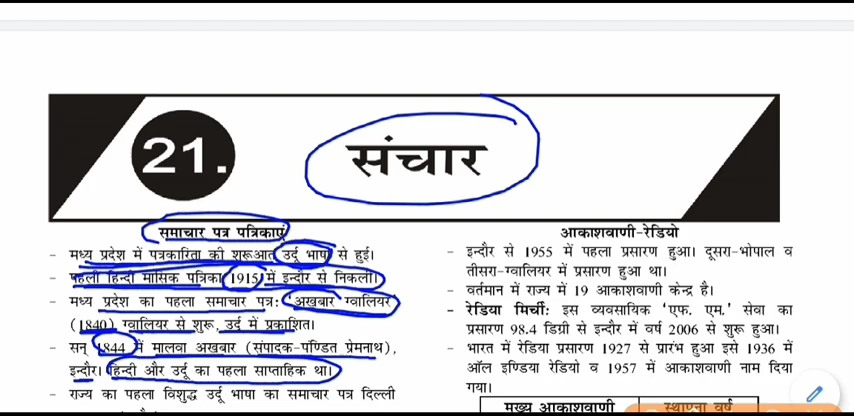 21.
संचार
समाचार पत्र पत्रिकाएं
- मध्य प्रदेश में पत्रकारिता की शुरूआत उर्दू भाषा से हुई।
- पहली हिन्दी मासिक पत्रिका 1915 में इन्दौर से निकली।
- मध्य प्रदेश का पहला समाचार पत्र: 'अखबार ग्वालियर
(1840) ग्वालियर से शुरू, उर्दू में प्रकाशित।
- सन् 1844 में मालवा अखबार (संपादक-पण्डित प्रेमनाथ),
इन्दौर। हिन्दी और उर्दू का पहला साप्ताहिक था।
- राज्य का पहला विशुद्ध उर्दू भाषा का समाचार पत्र दिल्ली
आकाशवाणी-रेडियो
- इन्दौर से 1955 में पहला प्रसारण हुआ। दूसरा-भोपाल व
तीसरा-ग्वालियर में प्रसारण हुआ था।
- वर्तमान में राज्य में 19 आकाशवाणी केन्द्र है।
- रेडिया मिर्ची: इस व्यवसायिक 'एफ. एम.' सेवा का
प्रसारण 98.4 डिग्री से इन्दौर में वर्ष 2006 से शुरू हुआ।
- भारत में रेडिया प्रसारण 1927 से प्रारंभ हुआ इसे 1936 में
ऑल इण्डिया रेडियो व 1957 में आकाशवाणी नाम दिया
गया।
मुख्य आकाशवाणी स्थापना वर्ष